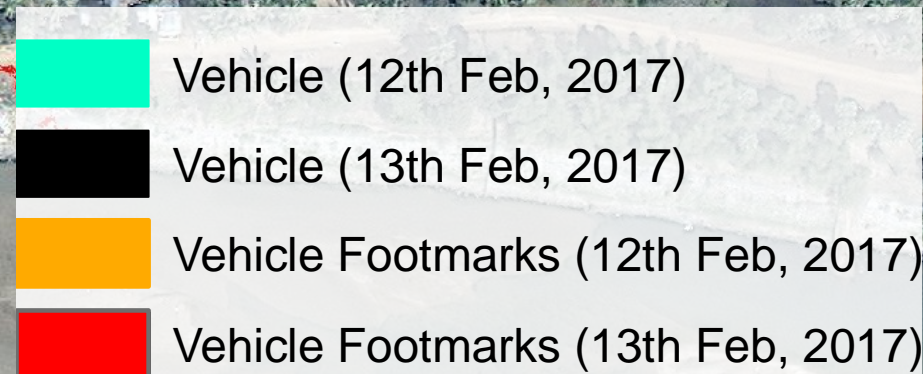 Vehicle (12th Feb, 2017)
Vehicle (13th Feb, 2017)
Vehicle Footmarks (12th Feb, 2017)
Vehicle Footmarks (13th Feb, 2017)